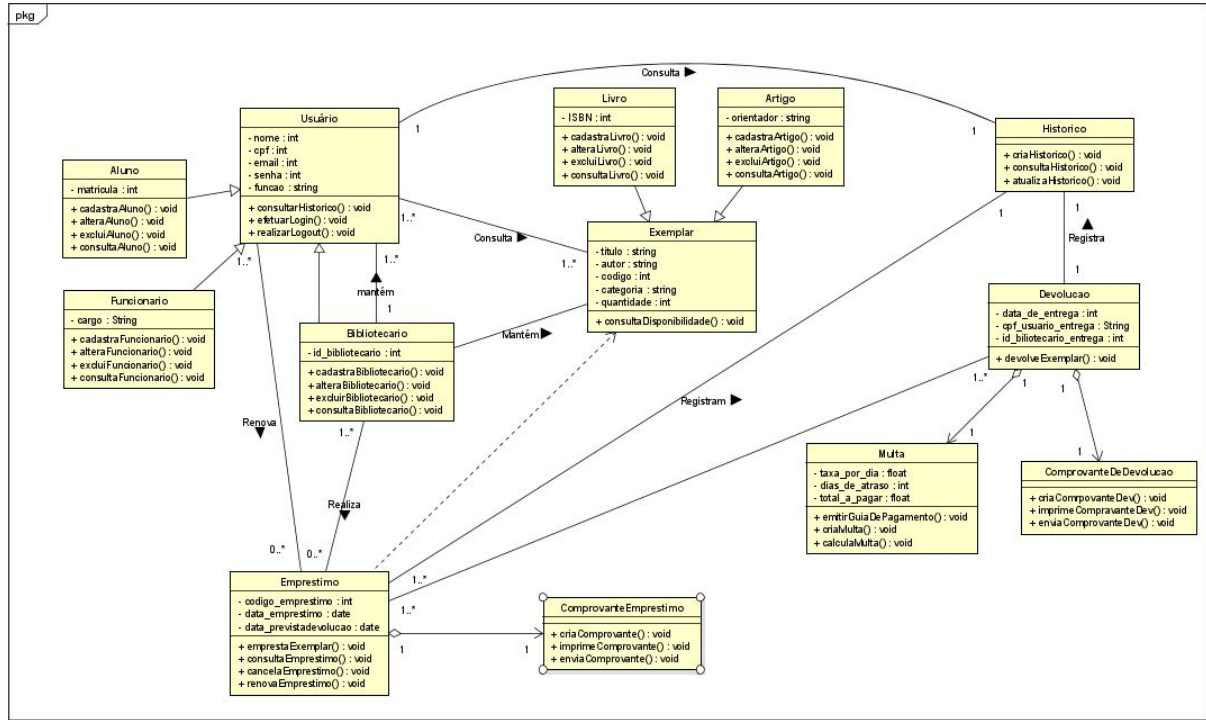 pkg
Consulta
1
1
Usuário
- nome : int
- cpf : int
- email : int
- senha : int
- funcao : string
+ consultarHistorico() : void
+ efetuarLogin() : void
+ realizarLogout() : void
Livro
- ISBN : int
+ cadastraLivro() : void
+ alteraLivro() : void
+ excluiLivro() : void
+ consultaLivro() : void
Artigo
- orientador : string
+ cadastraArtigo() : void
+ alteraArtigo() : void
+ excluiArtigo() : void
+ consultaArtigo() : void
Historico
+ criaHistorico() : void
+ consultaHistorico() : void
+ atualizaHistorico() : void
Aluno
- matricula : int
+ cadastraAluno() : void
+ alteraAluno() : void
+ excluiAluno() : void
+ consultaAluno() : void
1..*
Consulta
1..*
Exemplar
- titulo : string
- autor : string
- codigo : int
- categoria : string
- quantidade : int
+ consultaDisponibilidade() : void
1
1
Registra
1
1..*
1..*
mantém
1
Funcionario
- cargo : String
+ cadastraFuncionario() : void
+ alteraFuncionario() : void
+ excluiFuncionario() : void
+ consultaFuncionario() : void
Bibliotecario
- id_bibliotecario : int
+ cadastraBibliotecario() : void
+ alteraBibliotecario() : void
+ excluirBibliotecario() : void
+ consultaBibliotecario() : void
Mantém
Devolucao
- data_de_entrega : int
- cpf_usuario_entrega : String
- id_biliotecario_entrega : int
+ devolveExemplar() : void
1..*
1
1
Registram
Renova
1..*
Realiza
0..*
0..*
1
1
Multa
- taxa_por_dia : float
- dias_de_atraso : int
- total_a_pagar : float
+ emitirGuiaDePagamento() : void
+ criaMulta() : void
+ calculaMulta() : void
ComprovanteDeDevolucao
+ criaComrpovanteDev() : void
+ imprimeCompravanteDev() : void
+ enviaComprovanteDev() : void
Emprestimo
- codigo_emprestimo : int
- data_emprestimo : date
- data_previstadevolucao : date
+ emprestaExemplar() : void
+ consultaEmprestimo() : void
+ cancelaEmprestimo() : void
+ renovaEmprestimo() : void
1..*
1..*
1
1
ComprovanteEmprestimo
+ criaComprovante() : void
+ imprimeComprovante() : void
+ enviaComprovante() : void